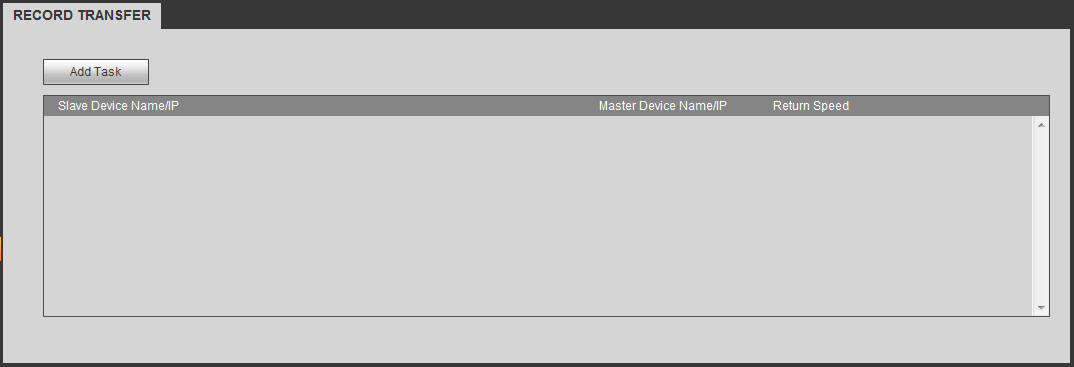 RECORD TRANSFER
Add Task
Slave Device Name/IP Master Device Name/IP Return Speed